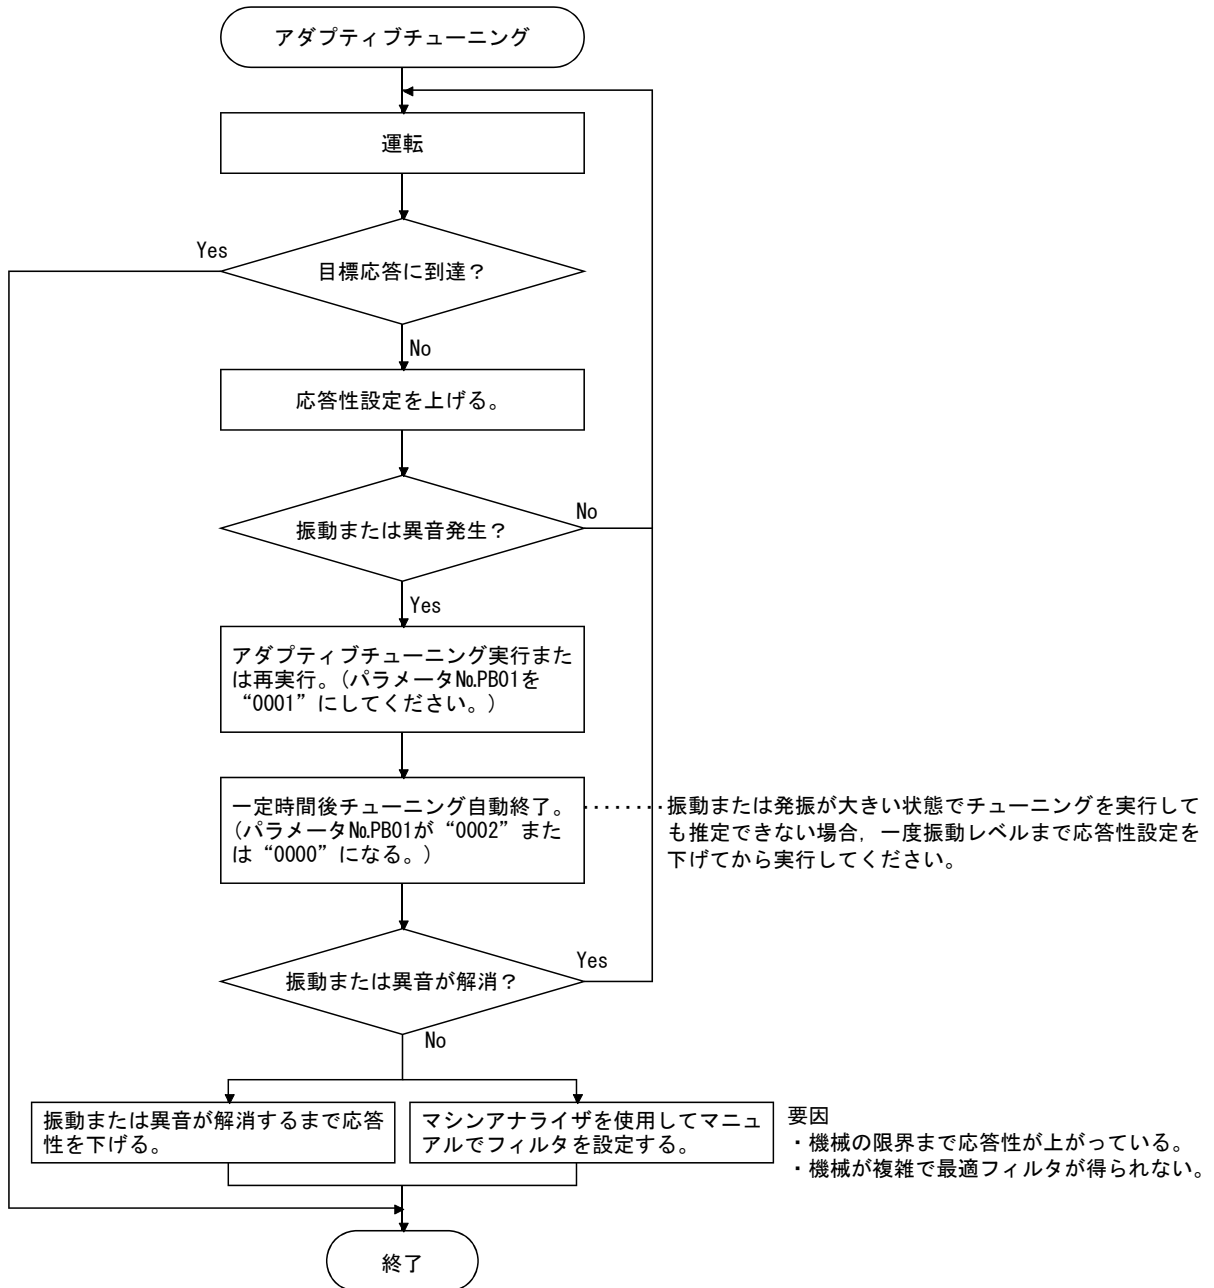 アダプティブチューニング
運転
Yes
目標応答に到達？
No
応答性設定を上げる。
No
振動または異音発生？
Yes
アダプティブチューニング実行また
は再実行。(パラメータ№PB01を
“0001”にしてください。)
一定時間後チューニング自動終了。
(パラメータ№PB01が“0002”また
は“0000”になる。)
振動または発振が大きい状態でチューニングを実行して
も推定できない場合，一度振動レベルまで応答性設定を
下げてから実行してください。
Yes
振動または異音が解消？
No
振動または異音が解消するまで応答
性を下げる。
マシンアナライザを使用してマニュ
アルでフィルタを設定する。
要因
・機械の限界まで応答性が上がっている。
・機械が複雑で最適フィルタが得られない。
終了